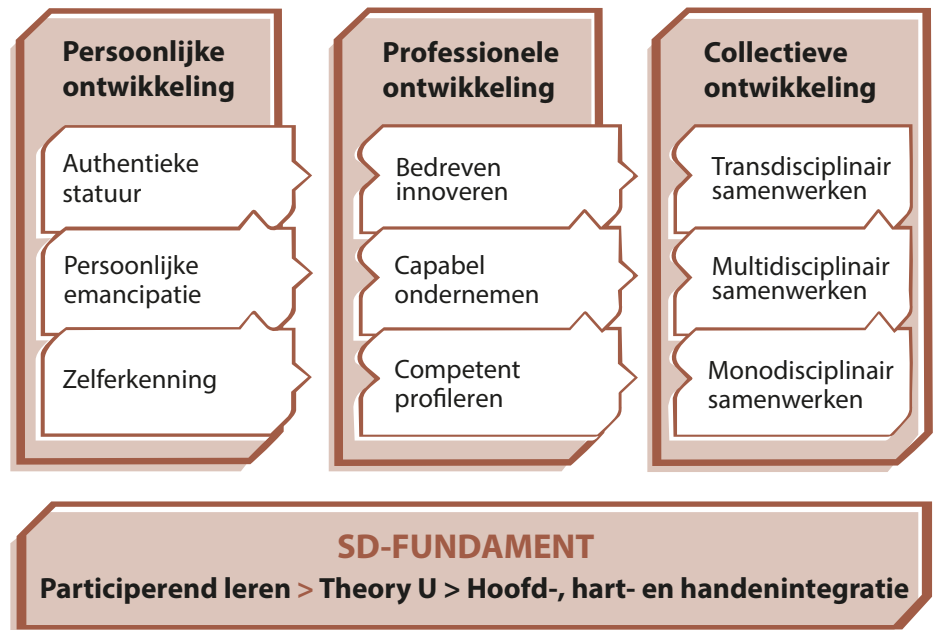 Persoonlijke
ontwikkeling
Authentieke
statuur
Persoonlijke
emancipatie
Zelferkenning
Professionele
ontwikkeling
Bedreven
innoveren
Capabel
ondernemen
Competent
profileren
Collectieve
ontwikkeling
Transdisciplinair
samenwerken
Multidisciplinair
samenwerken
Monodisciplinair
samenwerken
SD-FUNDAMENT
Participerend leren > Theory U > Hoofd-, hart- en handenintegratie